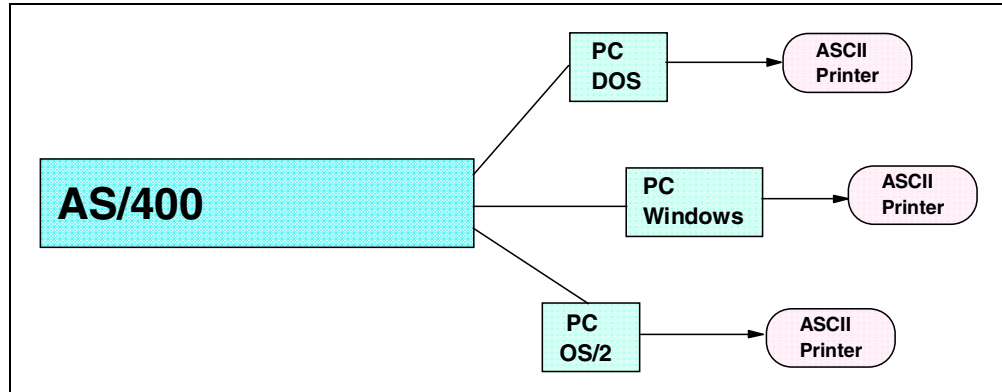 PC
DOS
ASCII
Printer
AS/400
PC
Windows
ASCII
Printer
PC
OS/2
ASCII
Printer